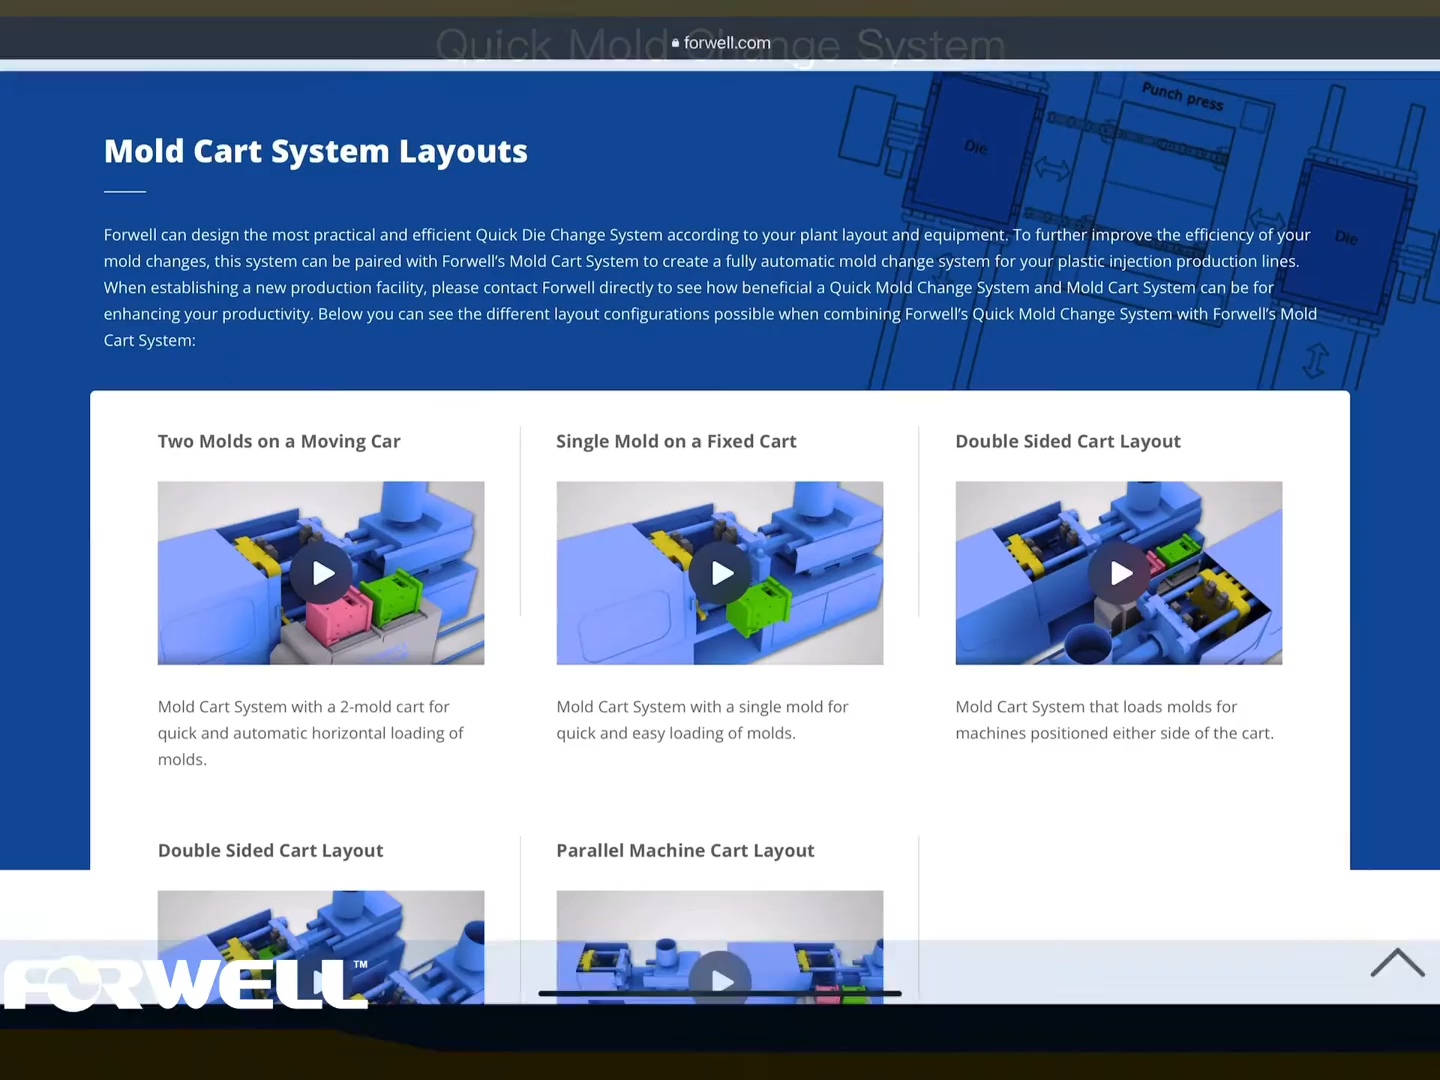 Quick Mold Change System
forwell.com
Punch press
Die
Die
Mold Cart System Layouts
Forwell can design the most practical and efficient Quick Die Change System according to your plant layout and equipment. To further improve the efficiency of your
mold changes, this system can be paired with Forwell’s Mold Cart System to create a fully automatic mold change system for your plastic injection production lines.
When establishing a new production facility, please contact Forwell directly to see how beneficial a Quick Mold Change System and Mold Cart System can be for
enhancing your productivity. Below you can see the different layout configurations possible when combining Forwell’s Quick Mold Change System with Forwell’s Mold
Cart System:
Two Molds on a Moving Car
Single Mold on a Fixed Cart
Double Sided Cart Layout
Mold Cart System with a 2-mold cart for
quick and automatic horizontal loading of
molds.
Mold Cart System with a single mold for
quick and easy loading of molds.
Mold Cart System that loads molds for
machines positioned either side of the cart.
Double Sided Cart Layout
Parallel Machine Cart Layout
FORWELL™